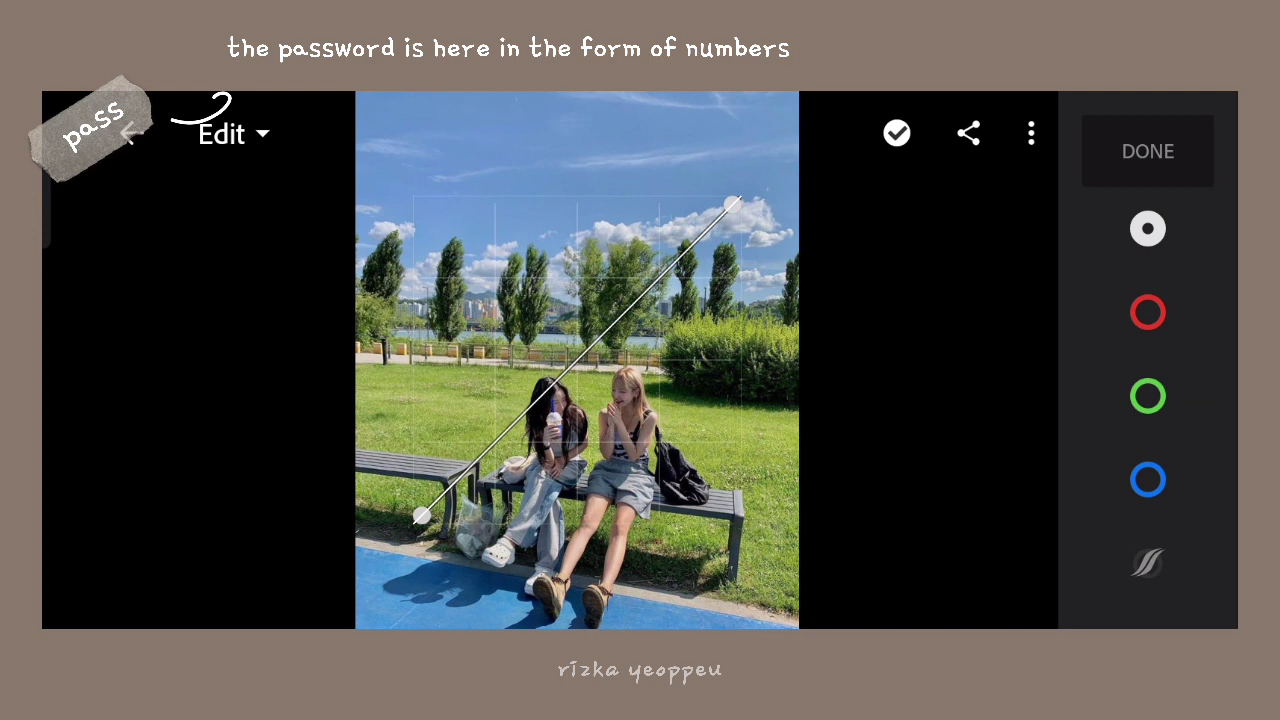 the password is here in the form of numbers
pass
Edit
DONE
rizka yeoppeu